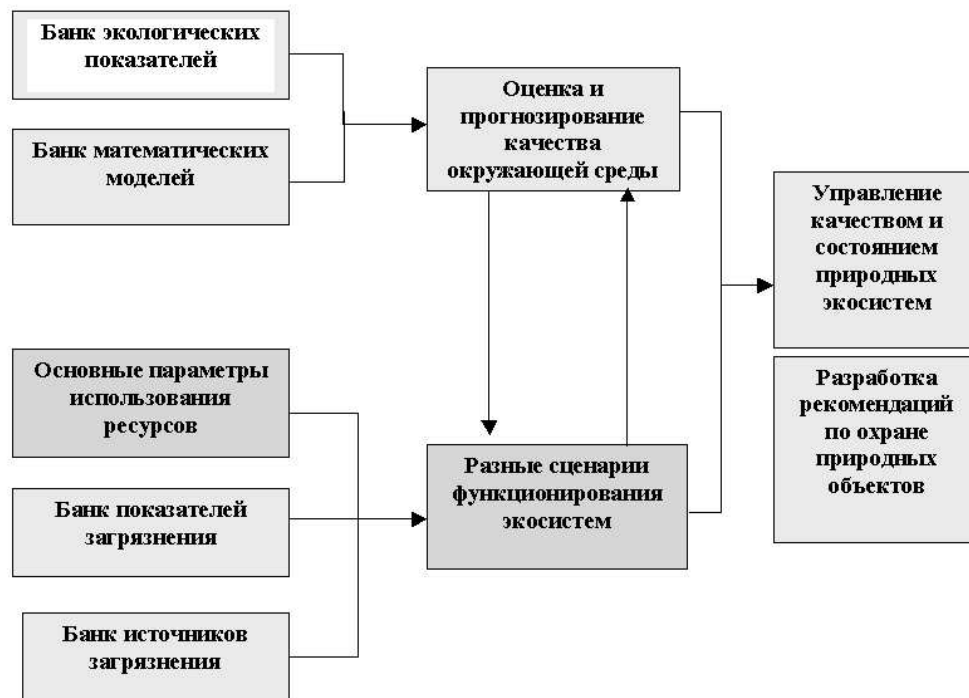 Банк экологических
показателей
Банк математических
моделей
Основные параметры
использования
ресурсов
Банк показателей
загрязнения
Банк источников
загрязнения
Оценка и
прогнозирование
качества
окружающей среды
Разные сценарии
функционирования
экосистем
Управление
качеством и
состоянием
природных
экосистем
Разработка
рекомендаций
по охране
природных
объектов